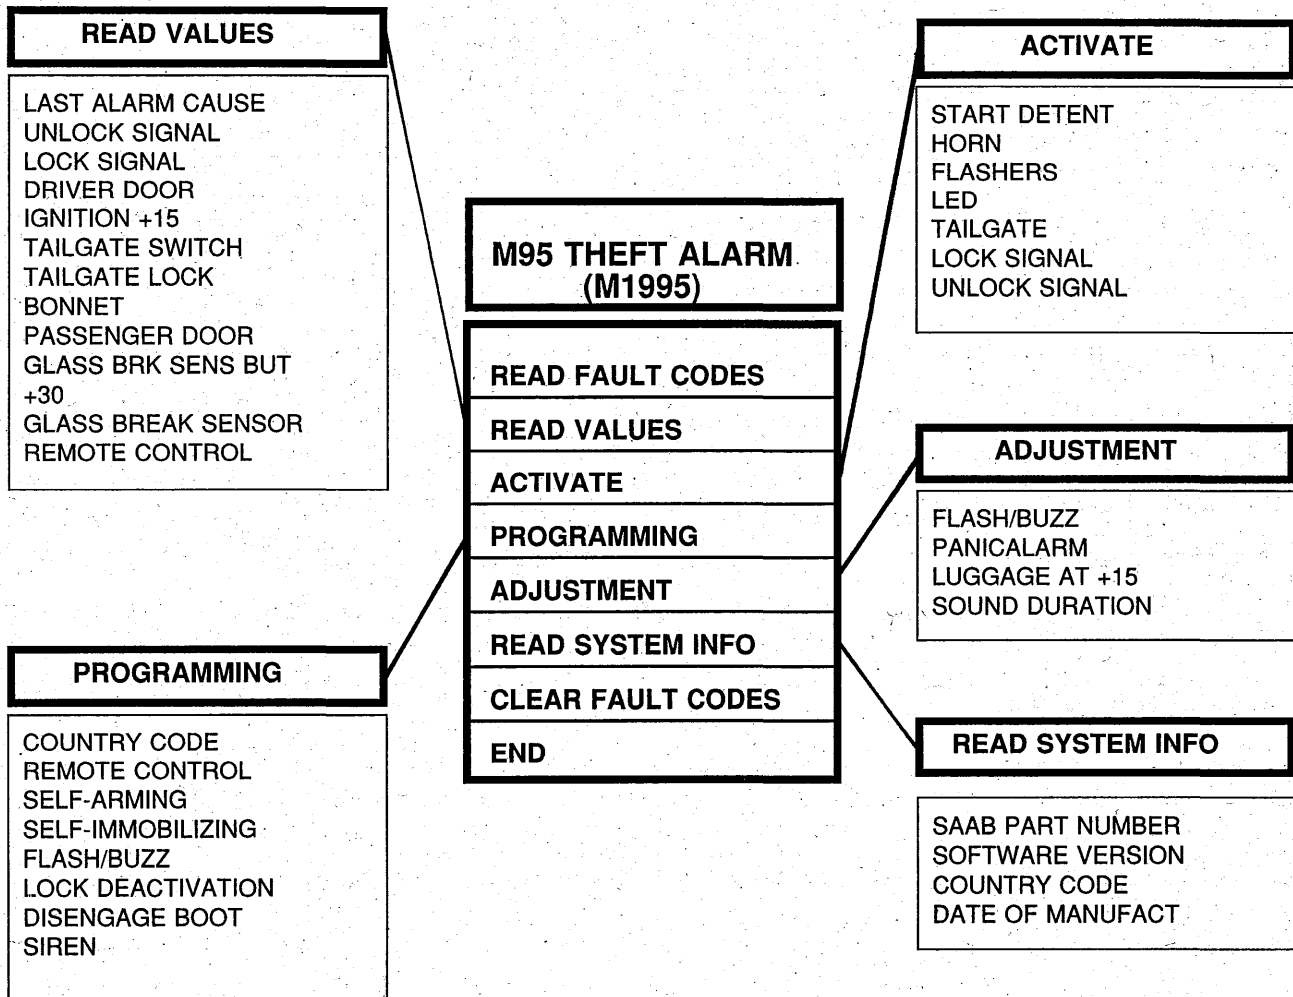 READ VALUES
LAST ALARM CAUSE
UNLOCK SIGNAL
LOCK SIGNAL
DRIVER DOOR
IGNITION +15
TAILGATE SWITCH
TAILGATE LOCK
BONNET
PASSENGER DOOR
GLASS BRK SENS BUT
+30
GLASS BREAK SENSOR
REMOTE CONTROL
PROGRAMMING
COUNTRY CODE
REMOTE CONTROL
SELF-ARMING
SELF-IMMOBILIZING
FLASH/BUZZ
LOCK DEACTIVATION
DISENGAGE BOOT
SIREN
M95 THEFT ALARM
(M1995)
READ FAULT CODES
READ VALUES
ACTIVATE
PROGRAMMING
ADJUSTMENT
READ SYSTEM INFO
CLEAR FAULT CODES
END
ACTIVATE
START DETENT
HORN
FLASHERS
LED
TAILGATE
LOCK SIGNAL
UNLOCK SIGNAL
ADJUSTMENT
FLASH/BUZZ
PANICALARM
LUGGAGE AT +15
SOUND DURATION
READ SYSTEM INFO
SAAB PART NUMBER
SOFTWARE VERSION
COUNTRY CODE
DATE OF MANUFACT